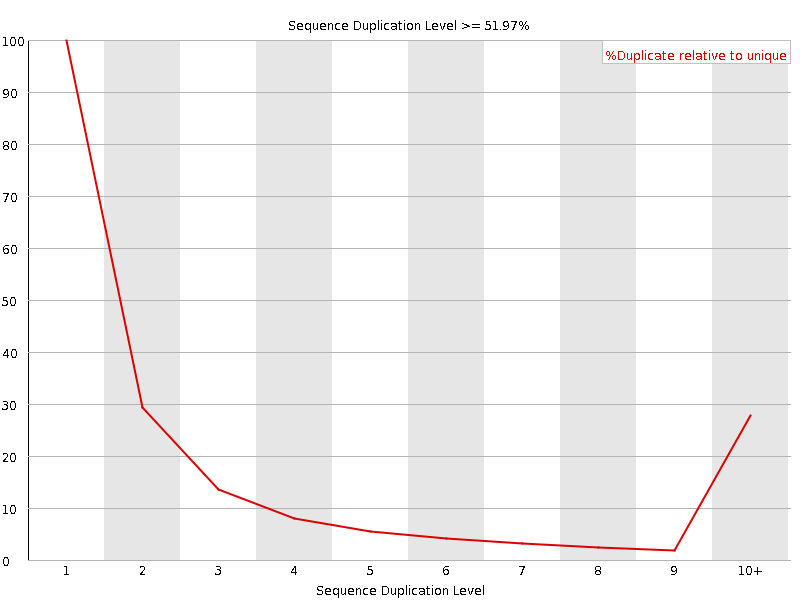 Sequence Duplication Level >= 51.97%
%Duplicate relative to unique
100
90
80
70
60
50
40
30
20
10
0
1 2 3 4 5 6 7 8 9 10+
Sequence Duplication Level